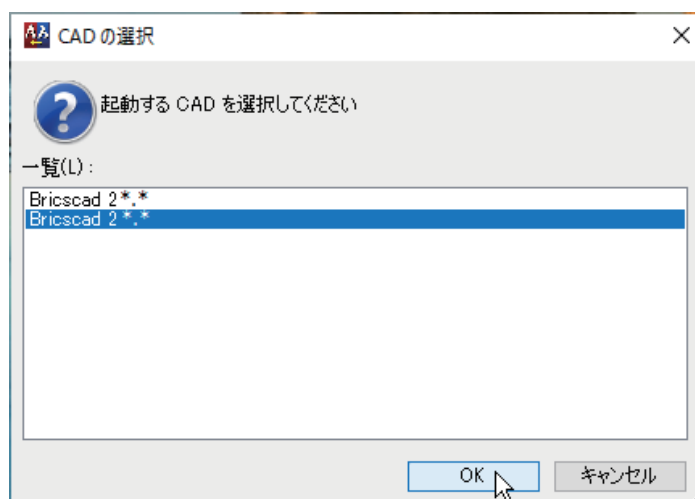 CAD の選択
起動する CAD を選択してください
一覧(L) :
Bricscad 2*.*
Bricscad 2*.*
OK
キャンセル